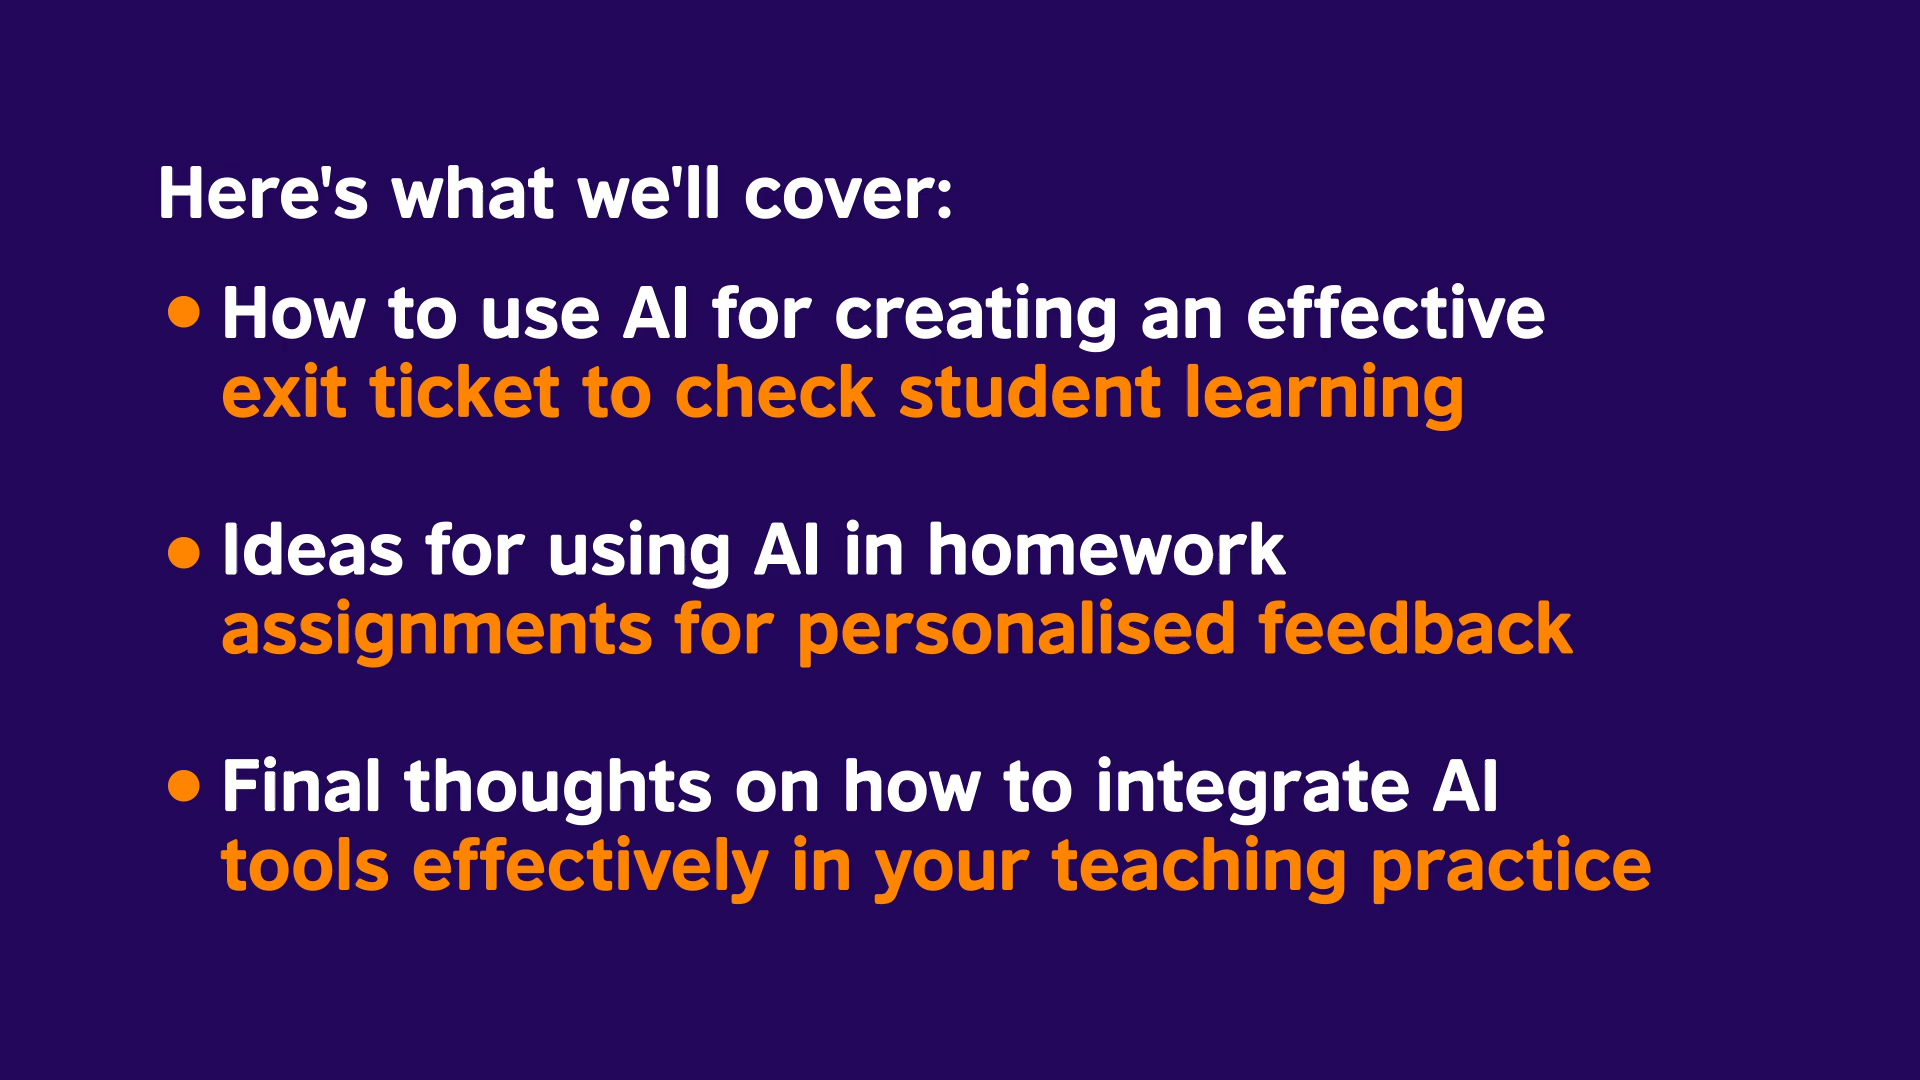 Here's what we'll cover:
How to use AI for creating an effective
exit ticket to check student learning
Ideas for using AI in homework
assignments for personalised feedback
Final thoughts on how to integrate AI
tools effectively in your teaching practice